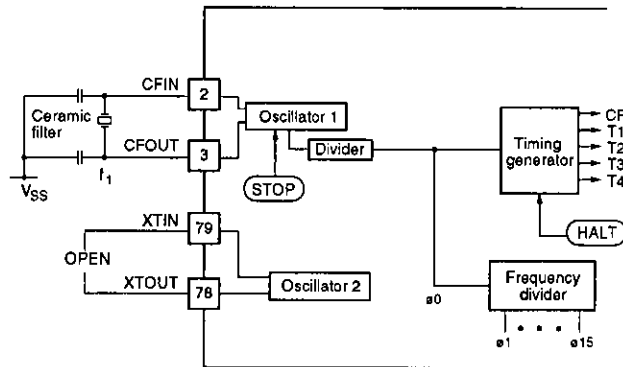 CFIN
2
Ceramic
filter
Oscillator 1
CFOUT
3
f1
VSS
Divider
STOP
Timing
generator
CF
T1
T2
T3
T4
HALT
XTIN
79
OPEN
XTOUT
78
Oscillator 2
ø0
Frequency
divider
ø1
ø15